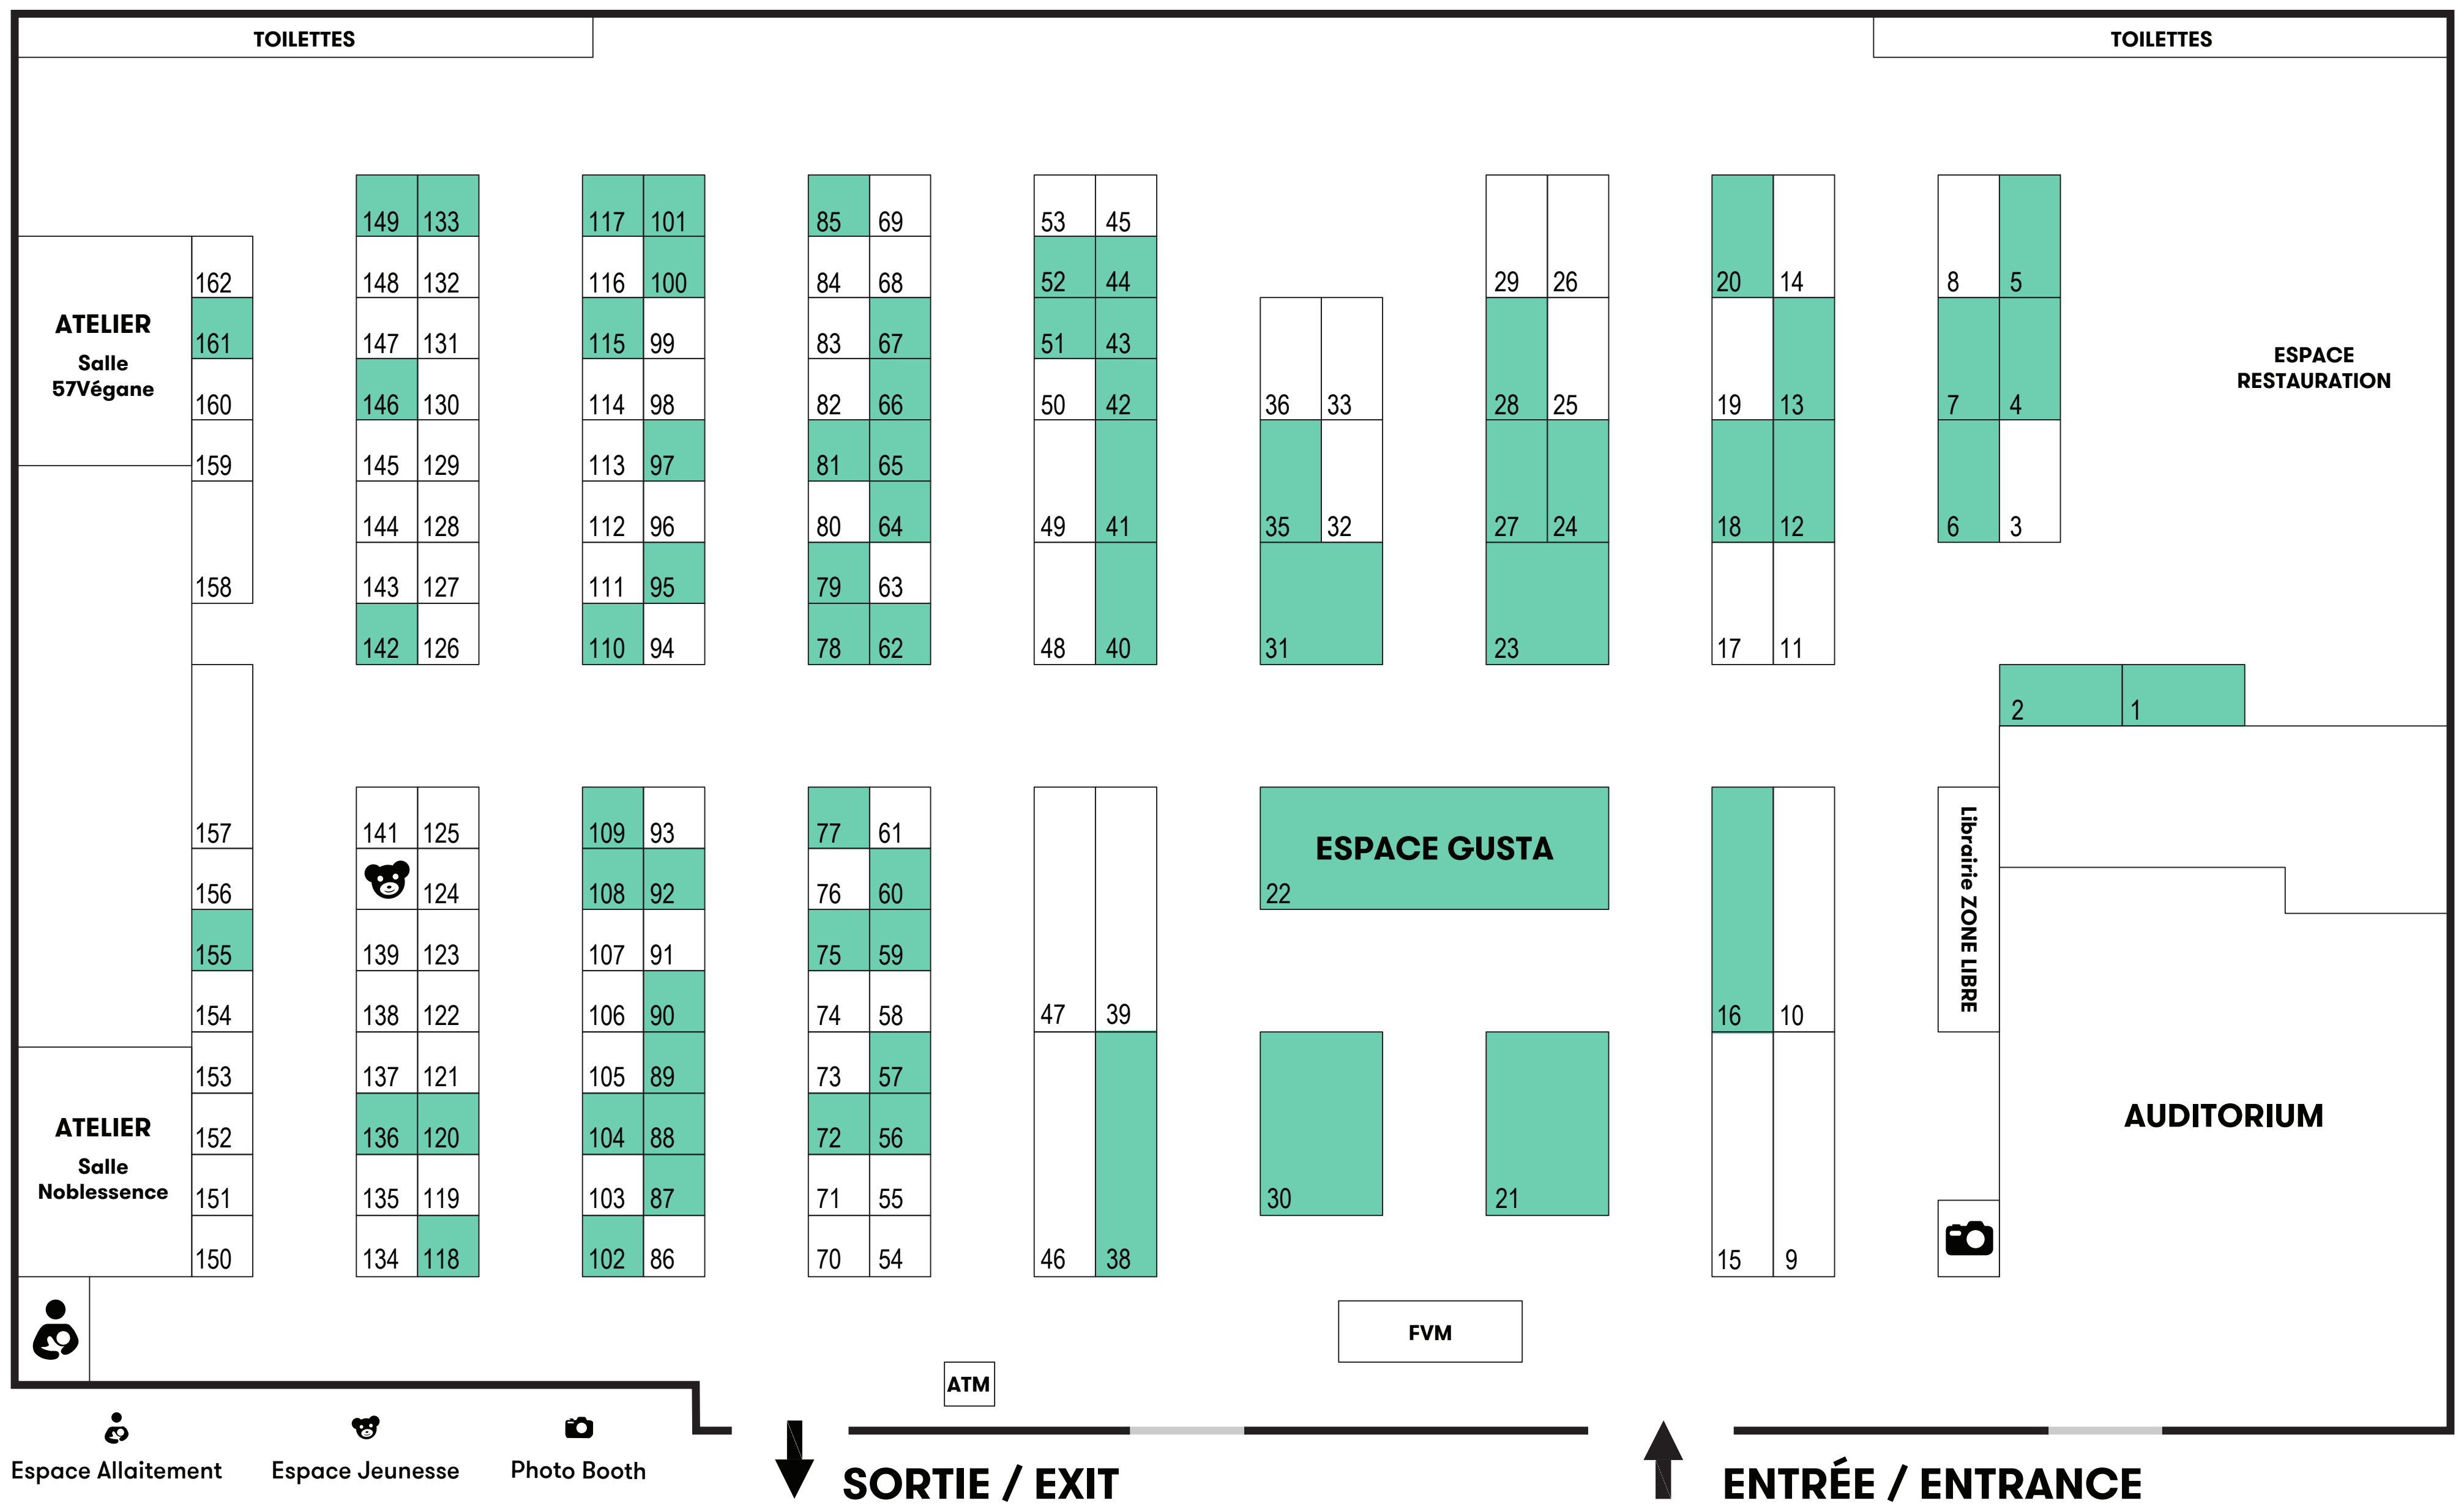 TOILETTES TOILETTES
149 133 117 101 85 69 53 45
162 148 132 116 100 84 68 52 44 29 26 20 14 8 5
ATELIER
Salle
57Végane
161 147 131 115 99 83 67 51 43
ESPACE
RESTAURATION
160 146 130 114 98 82 66 50 42 36 33 28 25 19 13 7 4
159 145 129 113 97 81 65
144 128 112 96 80 64 49 41 35 32 27 24 18 12 6 3
158 143 127 111 95 79 63
142 126 110 94 78 62 48 40 31 23 17 11
2 1
157 141 125 109 93 77 61
ESPACE GUSTA
156 124 108 92 76 60 22
Librairie ZONE LIBRE
155 139 123 107 91 75 59
154 138 122 106 90 74 58 47 39 16 10
153 137 121 105 89 73 57
ATELIER
Salle
Noblessence
AUDITORIUM
152 136 120 104 88 72 56
151 135 119 103 87 71 55 30 21
150 134 118 102 86 70 54 46 38 15 9
FVM
ATM
Espace Allaitement Espace Jeunesse Photo Booth
SORTIE / EXIT ENTRÉE / ENTRANCE